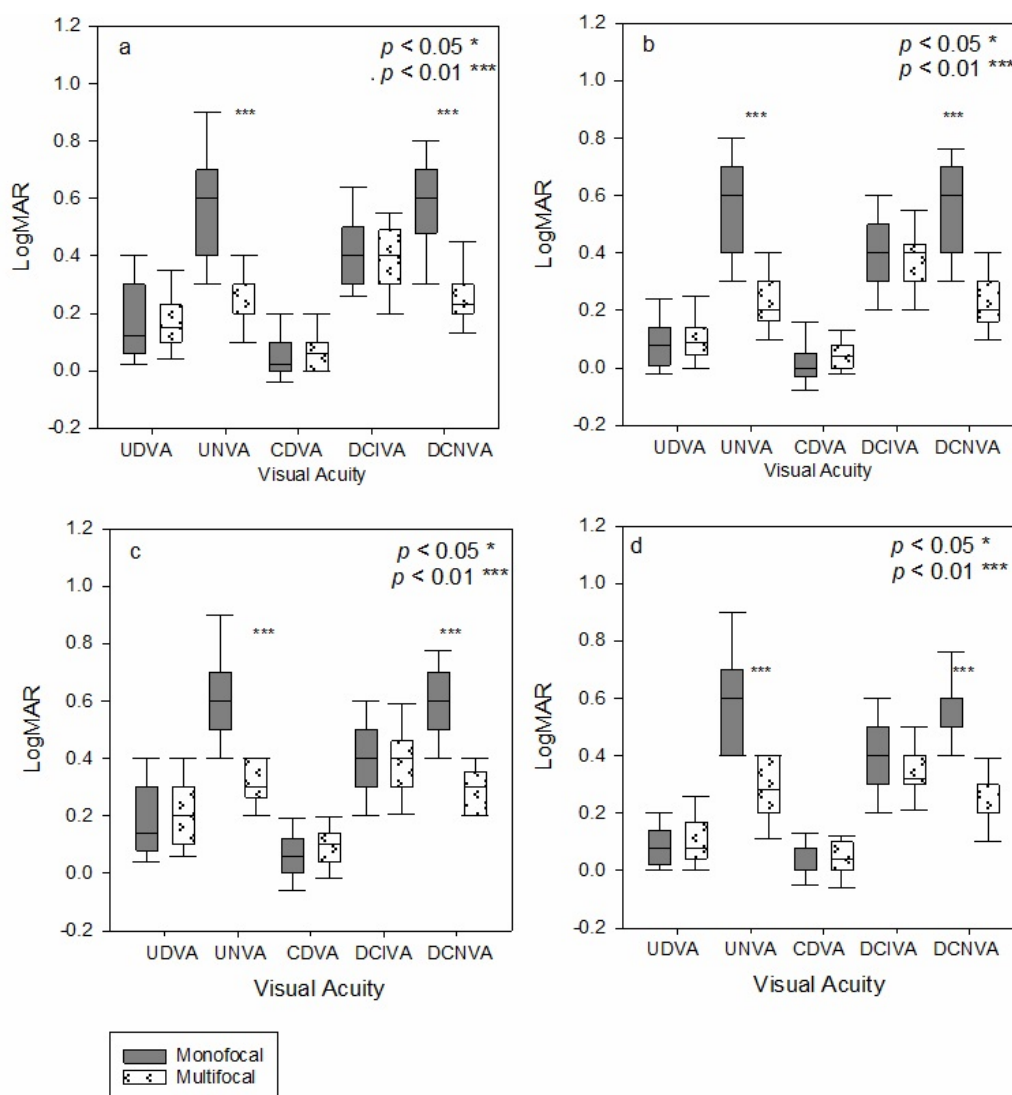 a
p < 0.05 *
. p < 0.01 ***
1.2
1.0
0.8
0.6
0.4
0.2
0.0
-0.2
LogMAR
*** ***
UDVA UNVA CDVA DCIVA DCNVA
Visual Acuity
b
p < 0.05 *
p < 0.01 ***
1.2
1.0
0.8
0.6
0.4
0.2
0.0
-0.2
LogMAR
*** ***
UDVA UNVA CDVA DCIVA DCNVA
Visual Acuity
c
p < 0.05 *
p < 0.01 ***
1.2
1.0
0.8
0.6
0.4
0.2
0.0
-0.2
LogMAR
*** ***
UDVA UNVA CDVA DCIVA DCNVA
Visual Acuity
d
p < 0.05 *
p < 0.01 ***
1.2
1.0
0.8
0.6
0.4
0.2
0.0
-0.2
LogMAR
*** ***
UDVA UNVA CDVA DCIVA DCNVA
Visual Acuity
Monofocal
Multifocal